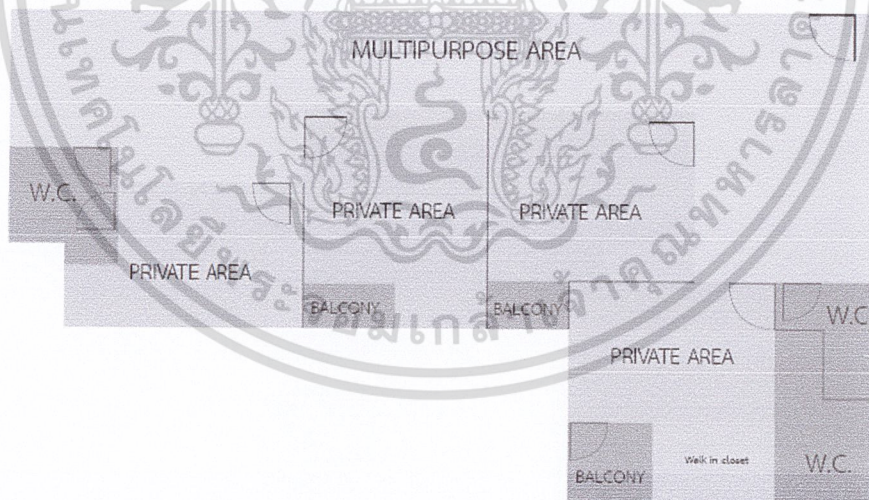 MULTIPURPOSE AREA
W.C.
PRIVATE AREA
PRIVATE AREA
PRIVATE AREA
BALCONY
BALCONY
W.C
PRIVATE AREA
Walk in closet
W.C.
BALCONY